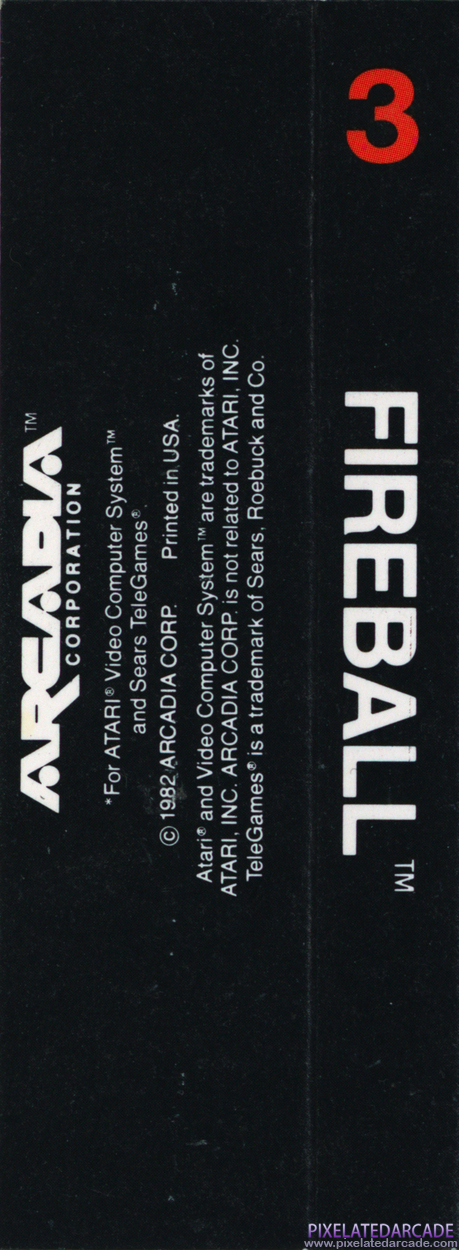 3
FIREBALL™
ARCADIA™
CORPORATION
*For ATARI® Video Computer System™
and Sears TeleGames®
© 1982 ARCADIA CORP. Printed in USA.
Atari® and Video Computer System™ are trademarks of
ATARI, INC. ARCADIA CORP. is not related to ATARI, INC.
TeleGames® is a trademark of Sears, Roebuck and Co.
PIXELATEDARCADE
www.pixelatedarcade.com